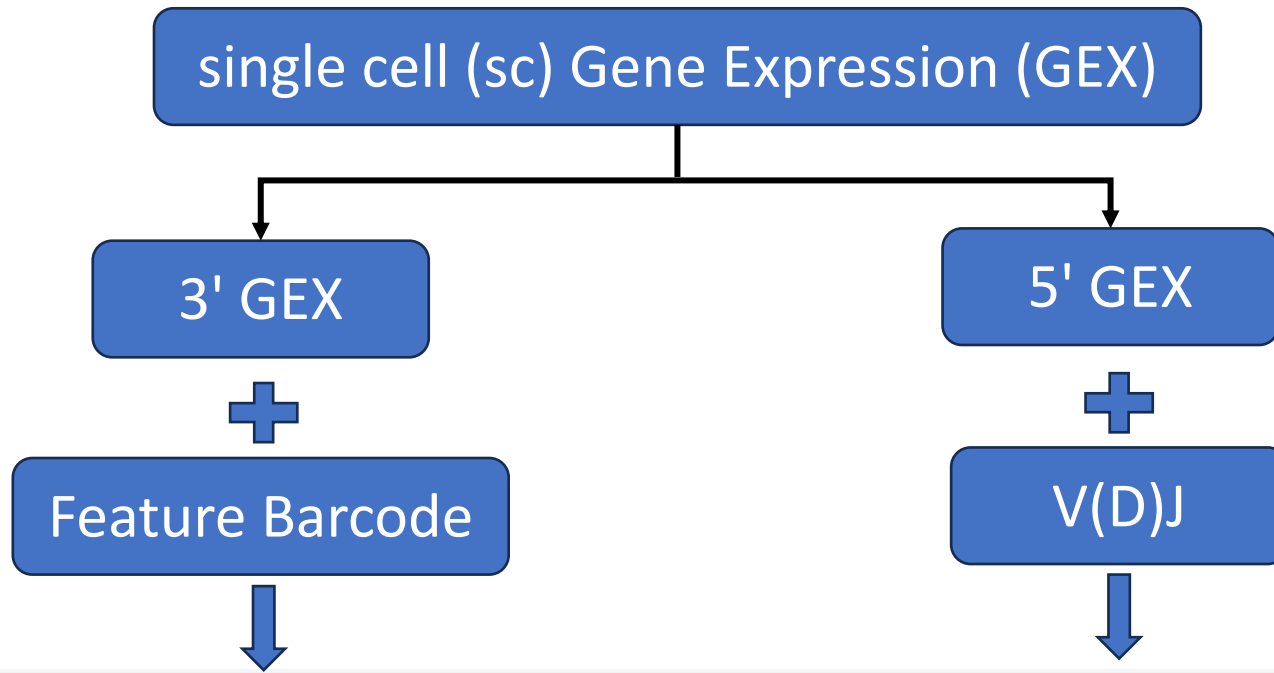 single cell (sc) Gene Expression (GEX)
3' GEX
5' GEX
Feature Barcode
V(D)J